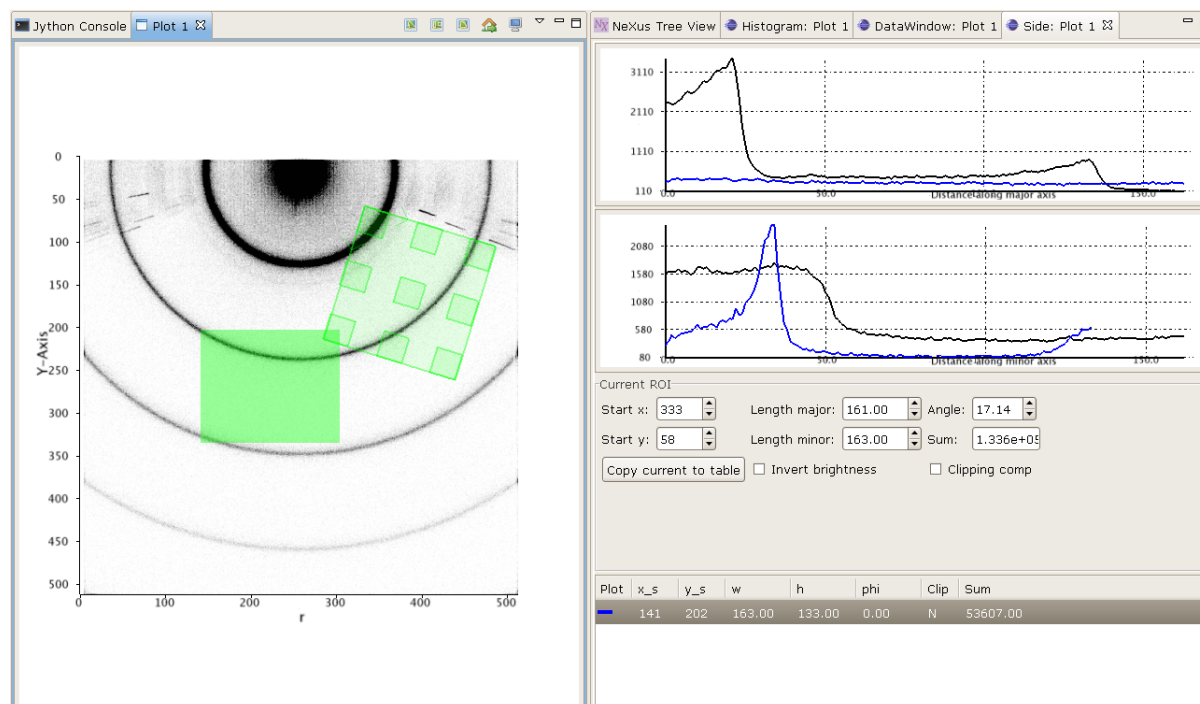 Jython Console Plot 1
0
50
100
150
200
250
300
350
400
450
500
Y-Axis
0 100 200 300 400 500
r
NeXus Tree View Histogram: Plot 1 DataWindow: Plot 1 Side: Plot 1
3110
2110
1110
110
0.0 50.0 150.0
Distance along major axis
2080
1580
1080
580
80
0.0 50.0 150.0
Distance along minor axis
Current ROI
Start x: 333 Length major: 161.00 Angle: 17.14
Start y: 58 Length minor: 163.00 Sum: 1.336e+05
Copy current to table Invert brightness Clipping comp
Plot x_s y_s w h phi Clip Sum
141 202 163.00 133.00 0.00 N 53607.00